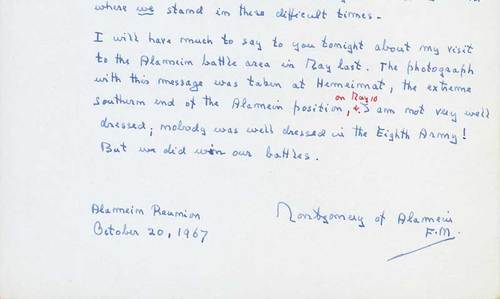 where we stand in these difficult times.
I will have much to say to you tonight about my visit
to the Alamein battle area in May last. The photograph
with this message was taken at Hemeimat, the extreme
on May 10
southern end of the Alamein position, & I am not very well
dressed; nobody was well dressed in the Eighth Army!
But we did win our battles.
Alamein Reunion
October 20, 1967
Montgomery of Alamein
F.M.